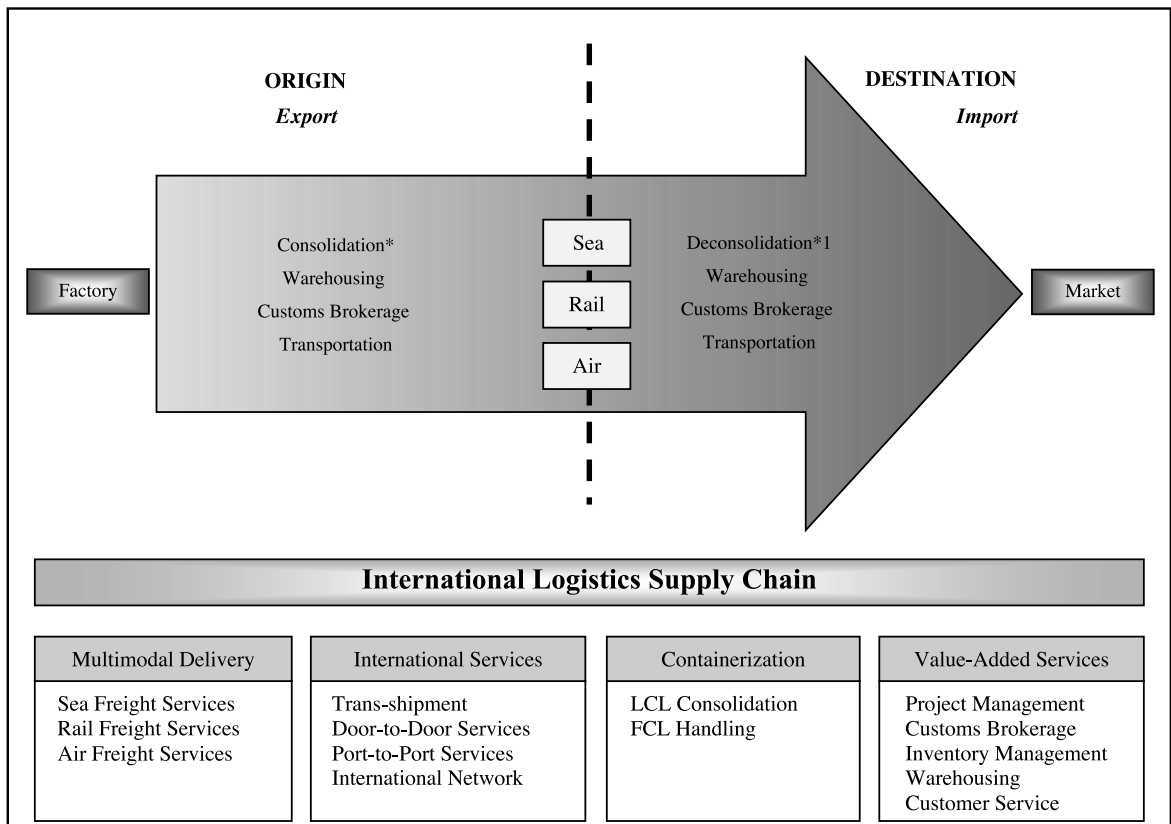 ORIGIN
Export
DESTINATION
Import
Factory
Consolidation*
Warehousing
Customs Brokerage
Transportation
Sea
Rail
Air
Deconsolidation*1
Warehousing
Customs Brokerage
Transportation
Market
International Logistics Supply Chain
Multimodal Delivery
Sea Freight Services
Rail Freight Services
Air Freight Services
International Services
Trans-shipment
Door-to-Door Services
Port-to-Port Services
International Network
Containerization
LCL Consolidation
FCL Handling
Value-Added Services
Project Management
Customs Brokerage
Inventory Management
Warehousing
Customer Service